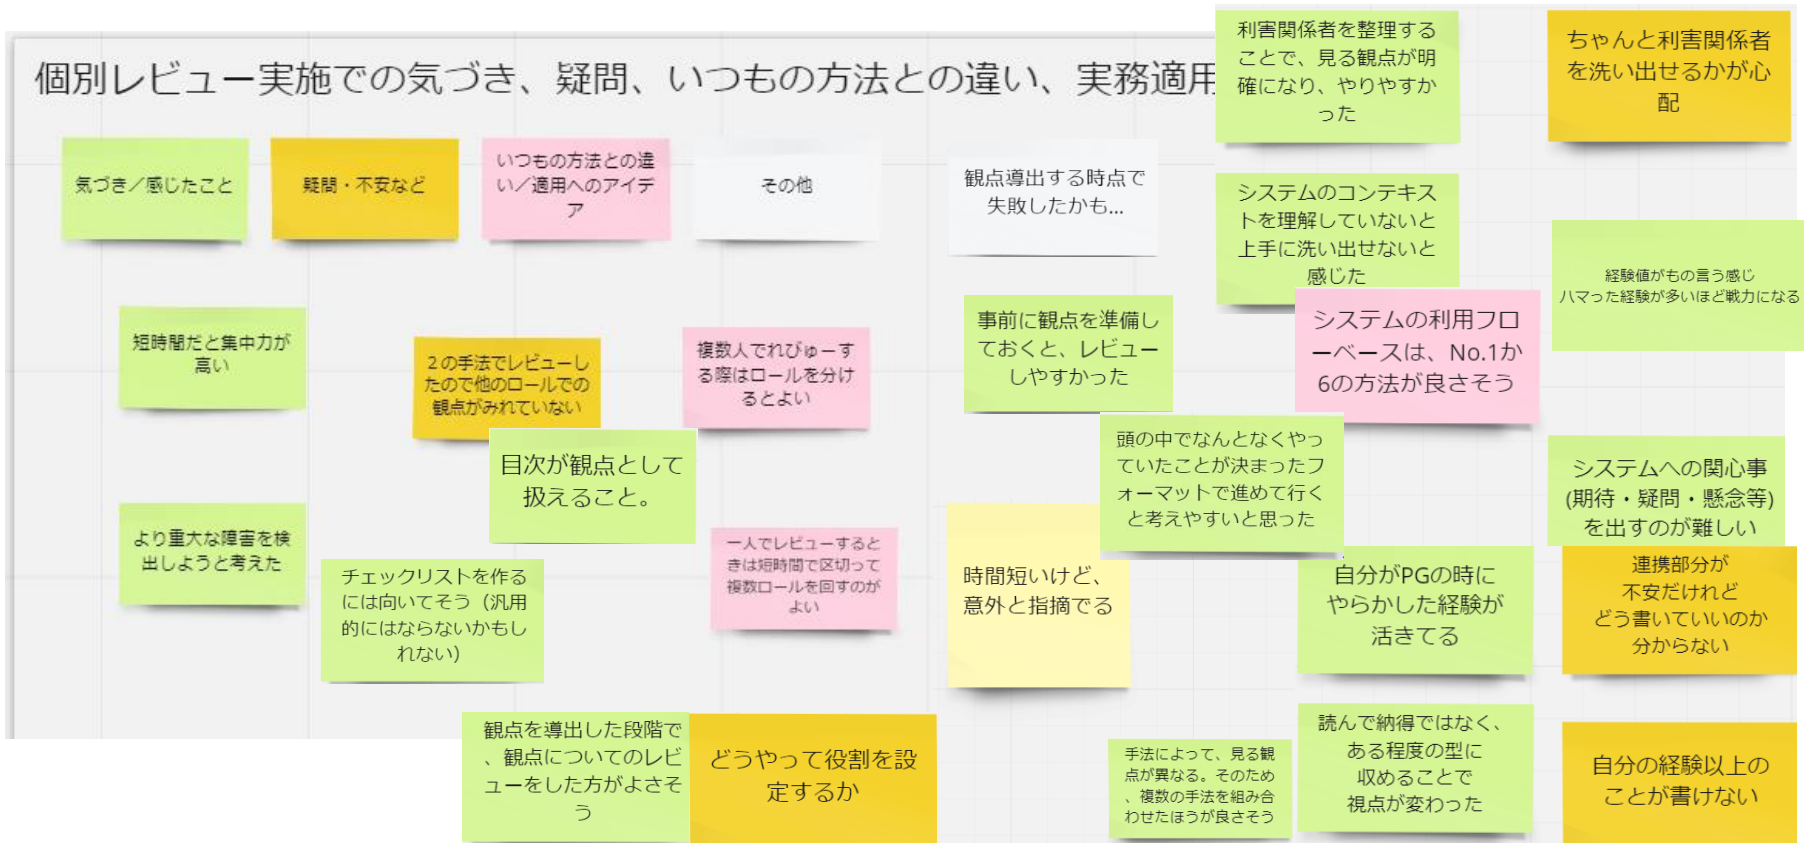 個別レビュー実施での気づき、疑問、いつもの方法との違い、実務適用
気づき／感じたこと
疑問・不安など
いつもの方法との違
い／適用へのアイデ
ア
その他
観点導出する時点で
失敗したかも...
利害関係者を整理する
ことで、見る観点が明
確になり、やりやすか
った
ちゃんと利害関係者
を洗い出せるかが心
配
システムのコンテキス
トを理解していないと
上手に洗い出せないと
感じた
経験値がもの言う感じ
ハマった経験が多いほど戦力になる
短時間だと集中力が
高い
２の手法でレビューし
たので他のロールでの
観点がみれていない
複数人でれびゅーす
る際はロールを分け
るとよい
事前に観点を準備し
ておくと、レビュー
しやすかった
システムの利用フロ
ーベースは、No.1か
6の方法が良さそう
目次が観点として
扱えること。
頭の中でなんとなくやっ
ていたことが決まったフ
ォーマットで進めて行く
と考えやすいと思った
システムへの関心事
(期待・疑問・懸念等)
を出すのが難しい
より重大な障害を検
出しようと考えた
チェックリストを作る
には向いてそう（汎用
的にはならないかもし
れない）
一人でレビューすると
きは短時間で区切って
複数ロールを回すのが
よい
時間短いけど、
意外と指摘でる
自分がPGの時に
やらかした経験が
活きてる
連携部分が
不安だけれど
どう書いていいのか
分からない
観点を導出した段階で
、観点についてのレビ
ューをした方がよさそ
う
どうやって役割を設
定するか
手法によって、見る観
点が異なる。そのため
、複数の手法を組み合
わせたほうが良さそう
読んで納得ではなく、
ある程度の型に
収めることで
視点が変わった
自分の経験以上の
ことが書けない